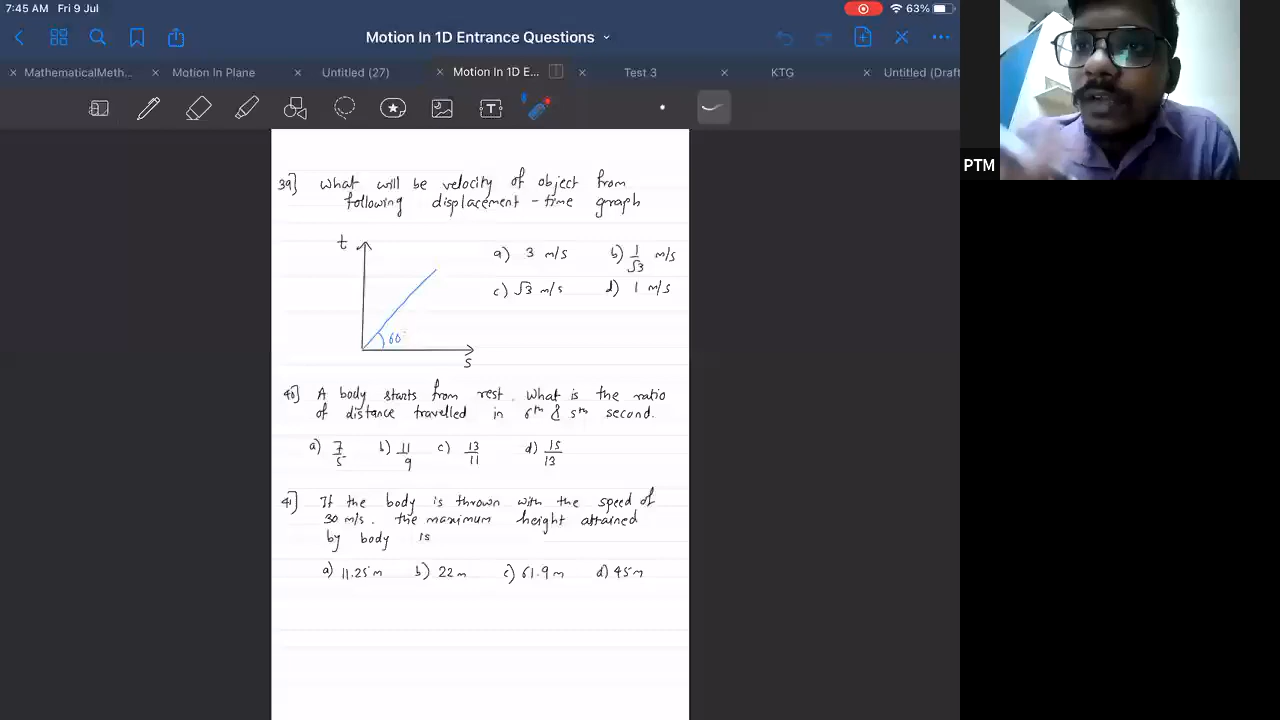 7:45 AM Fri 9 Jul
63%
Motion In 1D Entrance Questions
MathematicalMeth...
Motion In Plane
Untitled (27)
Motion In 1D E...
Test 3
KTG
Untitled (Draft
PTM
39] What will be velocity of object from
following displacement - time graph
t
a) 3 m/s b) 1/√3 m/s
c) √3 m/s d) 1 m/s
60°
s
40] A body starts from rest. What is the ratio
of distance travelled in 6th & 5th second.
a) 7/5 b) 11/9 c) 13/11 d) 15/13
41] If the body is thrown with the speed of
30 m/s. the maximum height attained
by body is
a) 11.25 m b) 22 m c) 61.9 m d) 45 m